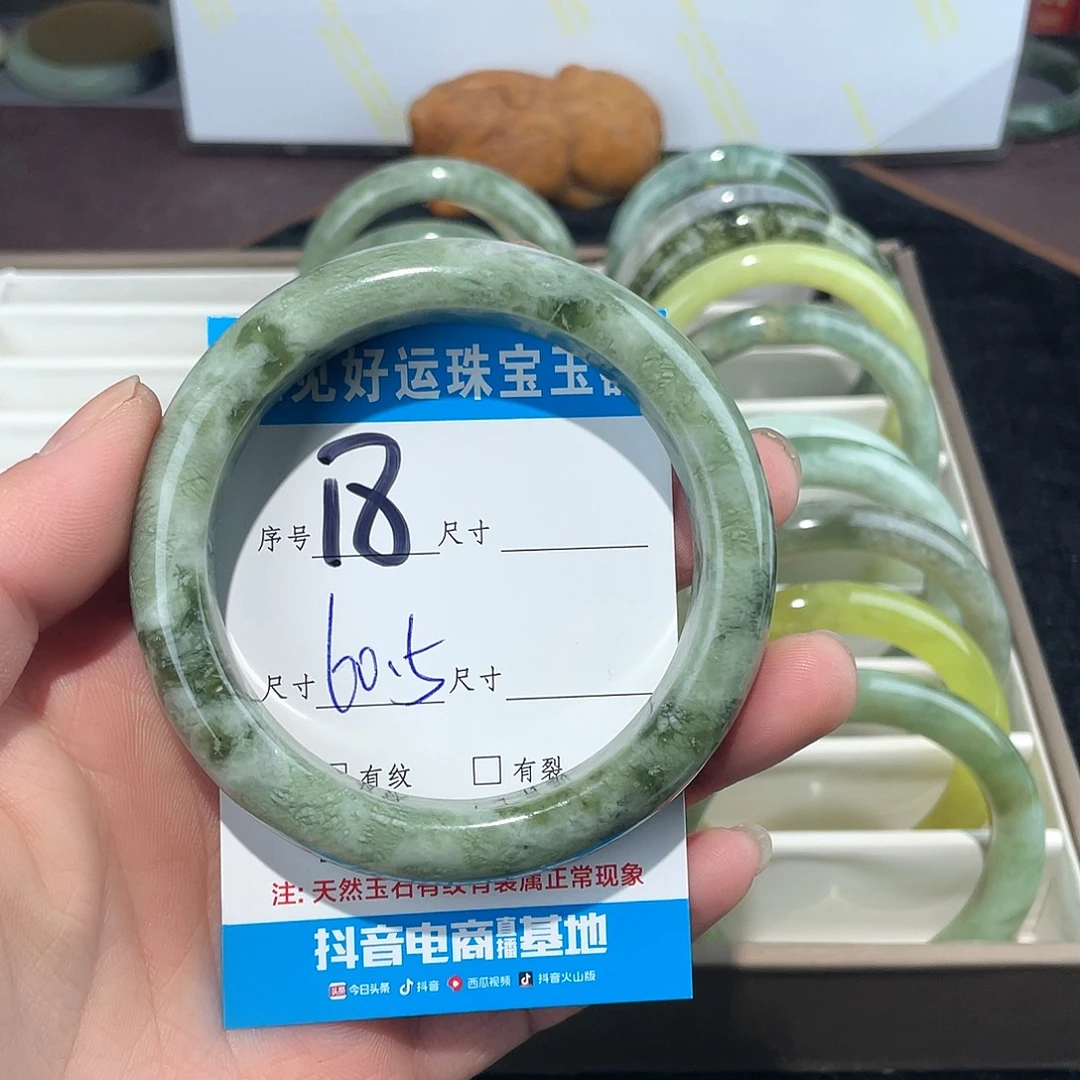 见好运珠宝玉
序号 18 尺寸
尺寸 60.5 尺寸
有纹 有裂
注: 天然玉石有纹有裂属正常现象
抖音电商直播基地
今日头条 抖音 西瓜视频 抖音火山版